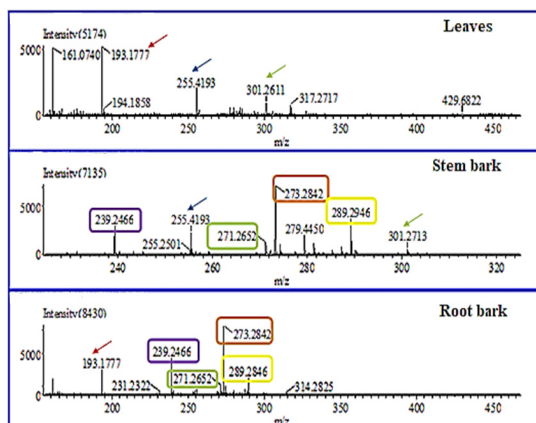 Intensity(5174)
Leaves
5000
161.0740
193.1777
255.4193
301.2611
317.2717
194.1858
429.6822
0
200 250 300 350 400 450
m/z
Intensity(7135)
Stem bark
273.2842
5000
239.2466
255.4193
289.2946
271.2652
279.4450
301.2713
255.2501
0
240 260 280 300 320
m/z
Intensity(8430)
Root bark
273.2842
5000
193.1777
239.2466
271.2652
289.2846
231.2322
314.2825
0
200 250 300 350 400 450
m/z